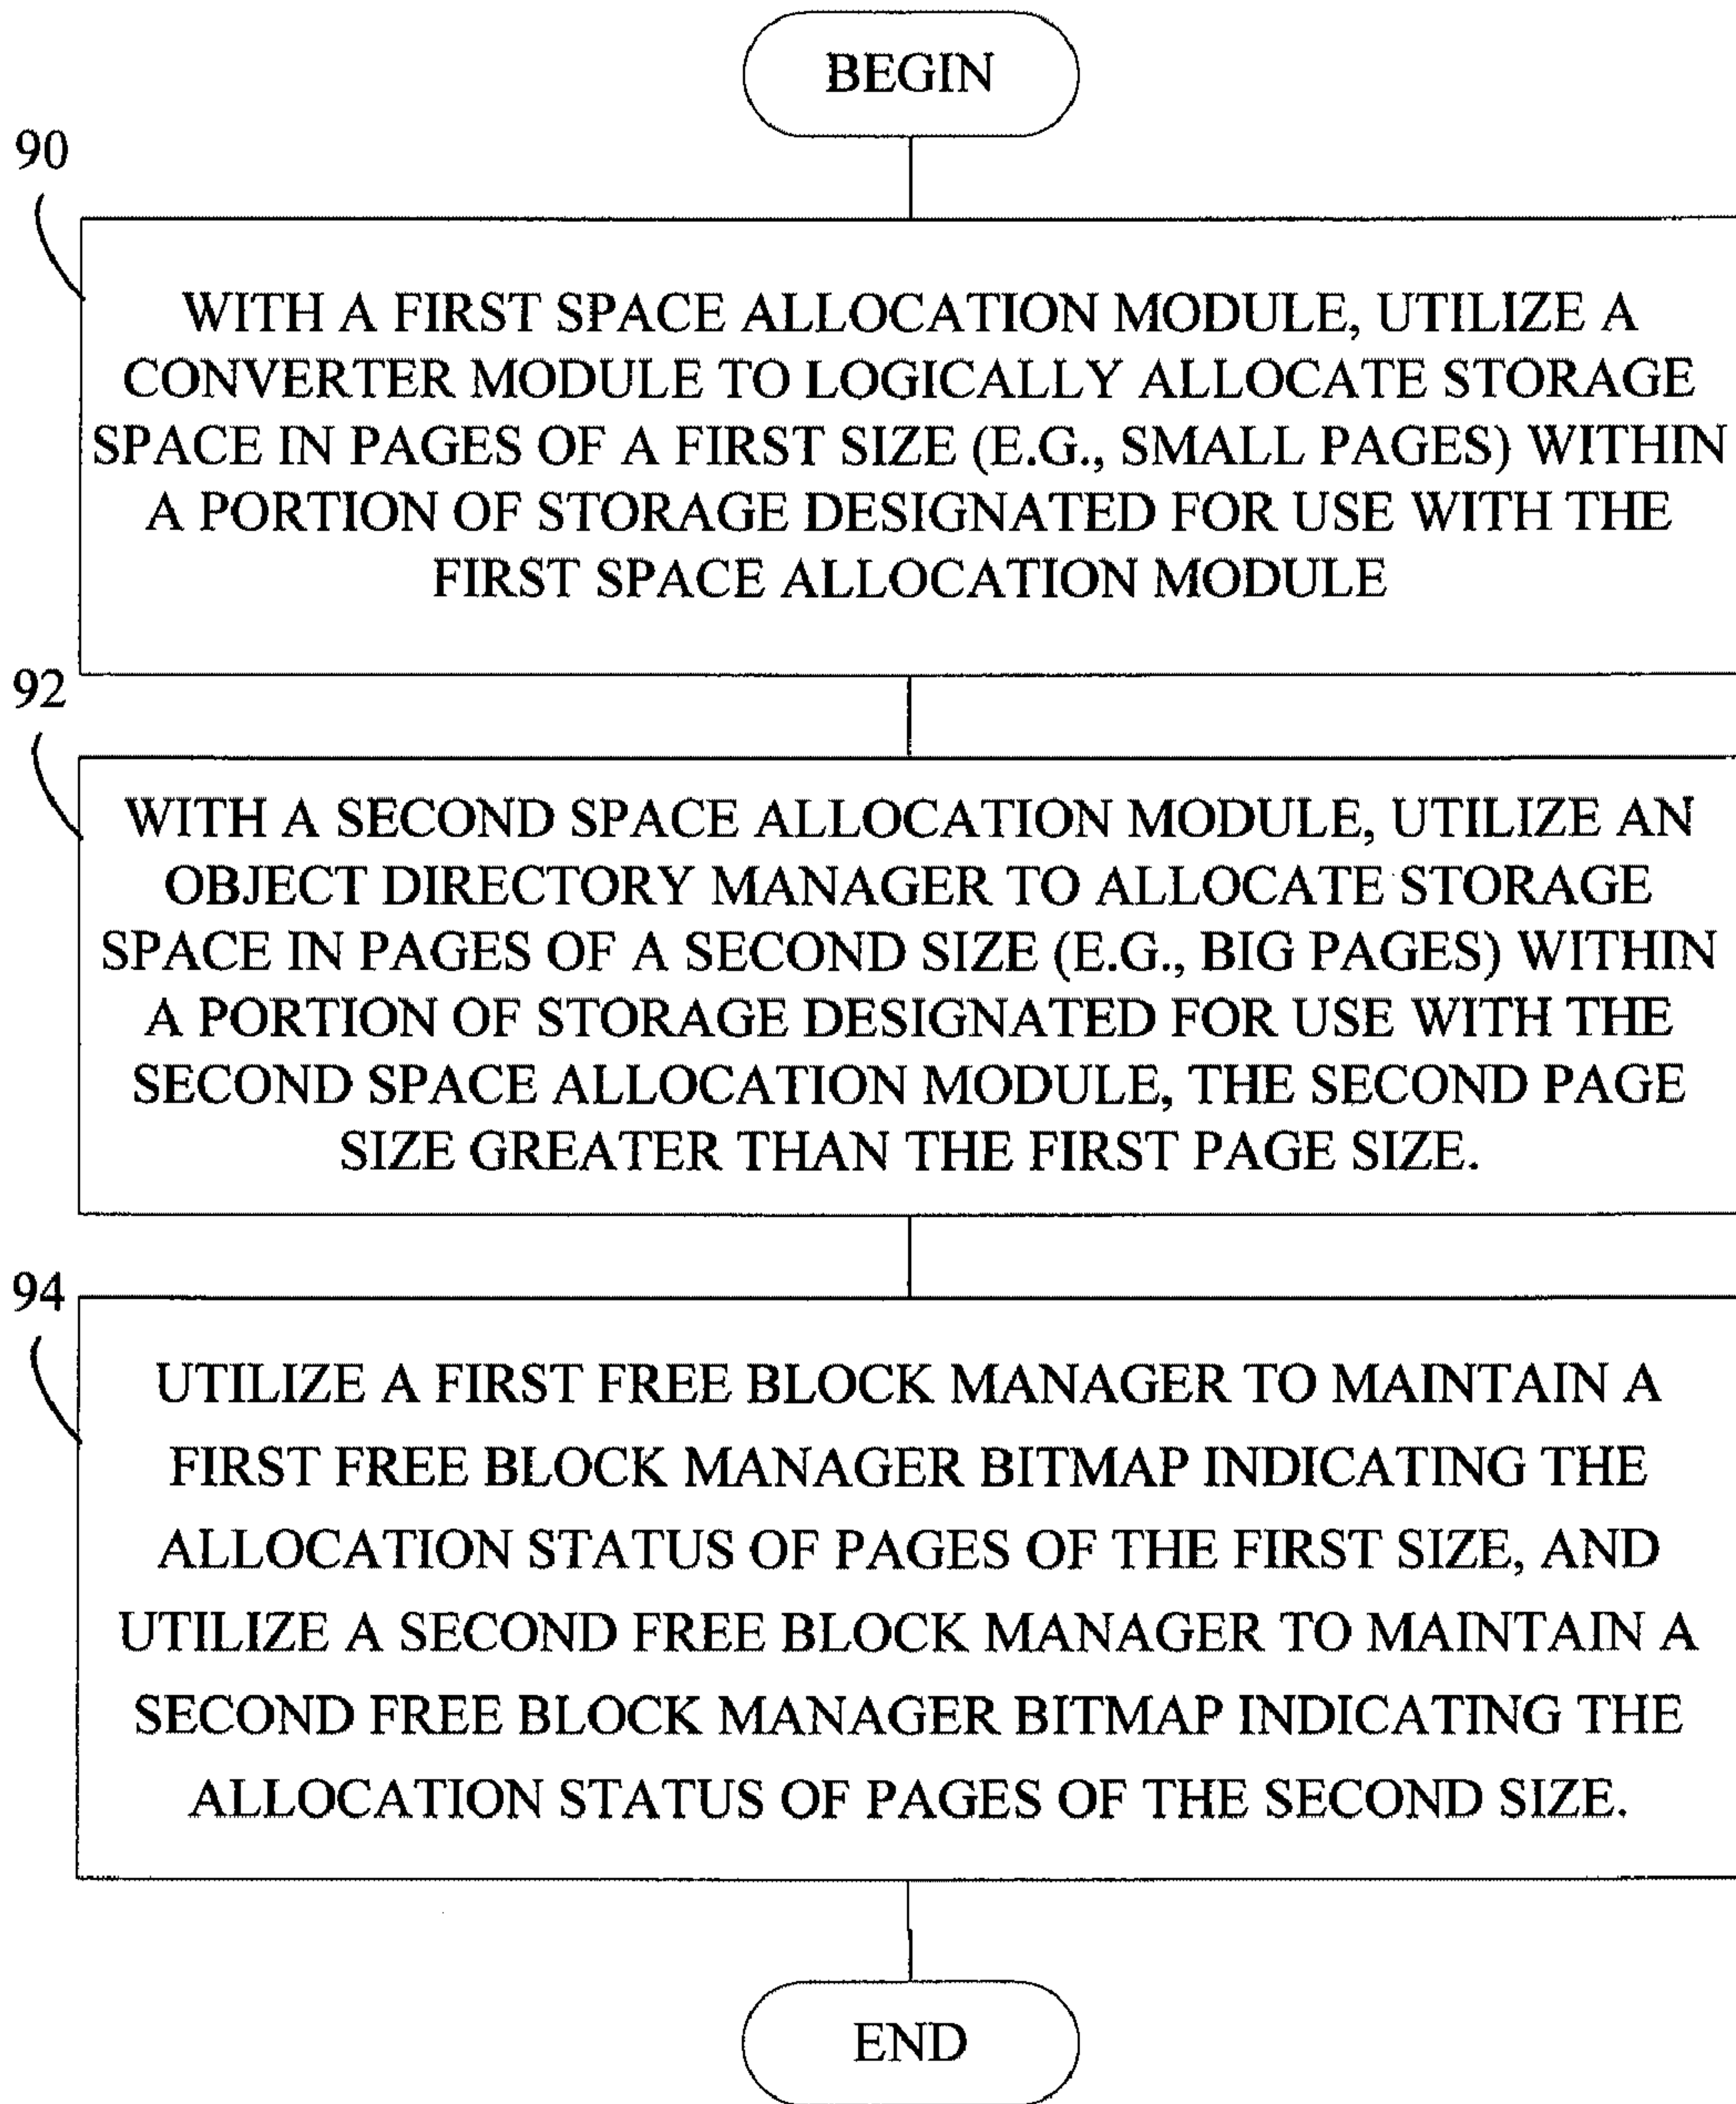 BEGIN
90
WITH A FIRST SPACE ALLOCATION MODULE, UTILIZE A
CONVERTER MODULE TO LOGICALLY ALLOCATE STORAGE
SPACE IN PAGES OF A FIRST SIZE (E.G., SMALL PAGES) WITHIN
A PORTION OF STORAGE DESIGNATED FOR USE WITH THE
FIRST SPACE ALLOCATION MODULE
92
WITH A SECOND SPACE ALLOCATION MODULE, UTILIZE AN
OBJECT DIRECTORY MANAGER TO ALLOCATE STORAGE
SPACE IN PAGES OF A SECOND SIZE (E.G., BIG PAGES) WITHIN
A PORTION OF STORAGE DESIGNATED FOR USE WITH THE
SECOND SPACE ALLOCATION MODULE, THE SECOND PAGE
SIZE GREATER THAN THE FIRST PAGE SIZE.
94
UTILIZE A FIRST FREE BLOCK MANAGER TO MAINTAIN A
FIRST FREE BLOCK MANAGER BITMAP INDICATING THE
ALLOCATION STATUS OF PAGES OF THE FIRST SIZE, AND
UTILIZE A SECOND FREE BLOCK MANAGER TO MAINTAIN A
SECOND FREE BLOCK MANAGER BITMAP INDICATING THE
ALLOCATION STATUS OF PAGES OF THE SECOND SIZE.
END